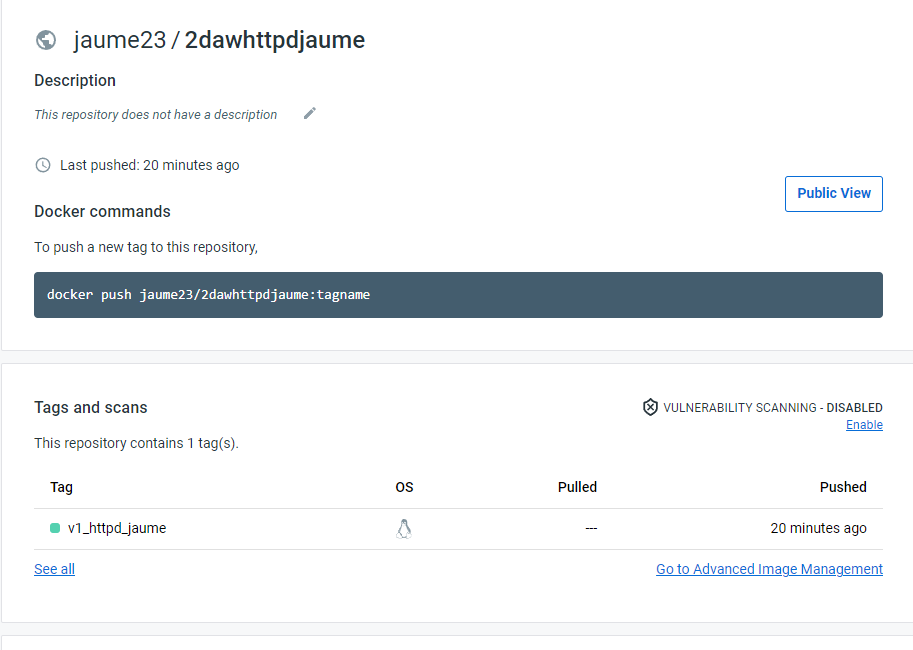 jaume23 / 2dawhttpdjaume
Description
This repository does not have a description
Last pushed: 20 minutes ago
Public View
Docker commands
To push a new tag to this repository,
docker push jaume23/2dawhttpdjaume:tagname
Tags and scans
VULNERABILITY SCANNING - DISABLED
Enable
This repository contains 1 tag(s).
Tag OS Pulled Pushed
v1_httpd_jaume --- 20 minutes ago
See all Go to Advanced Image Management